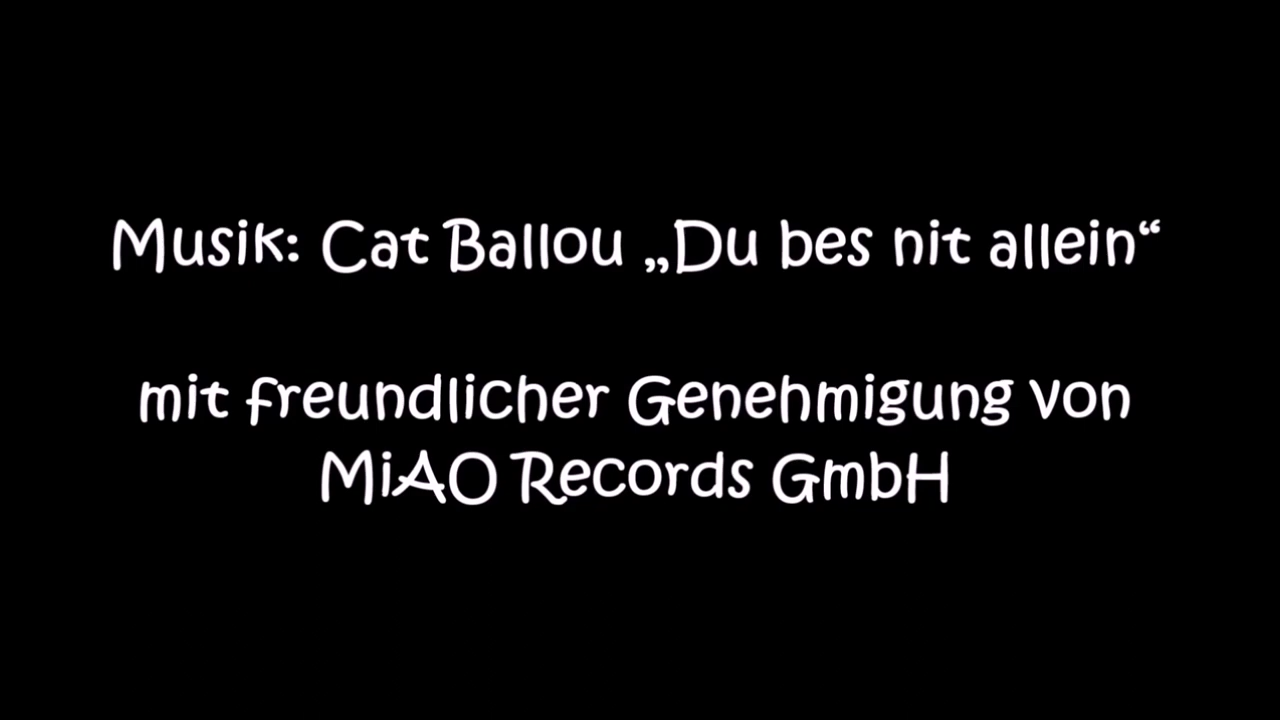 Musik: Cat Ballou „Du bes nit allein“
mit freundlicher Genehmigung von
MiAO Records GmbH